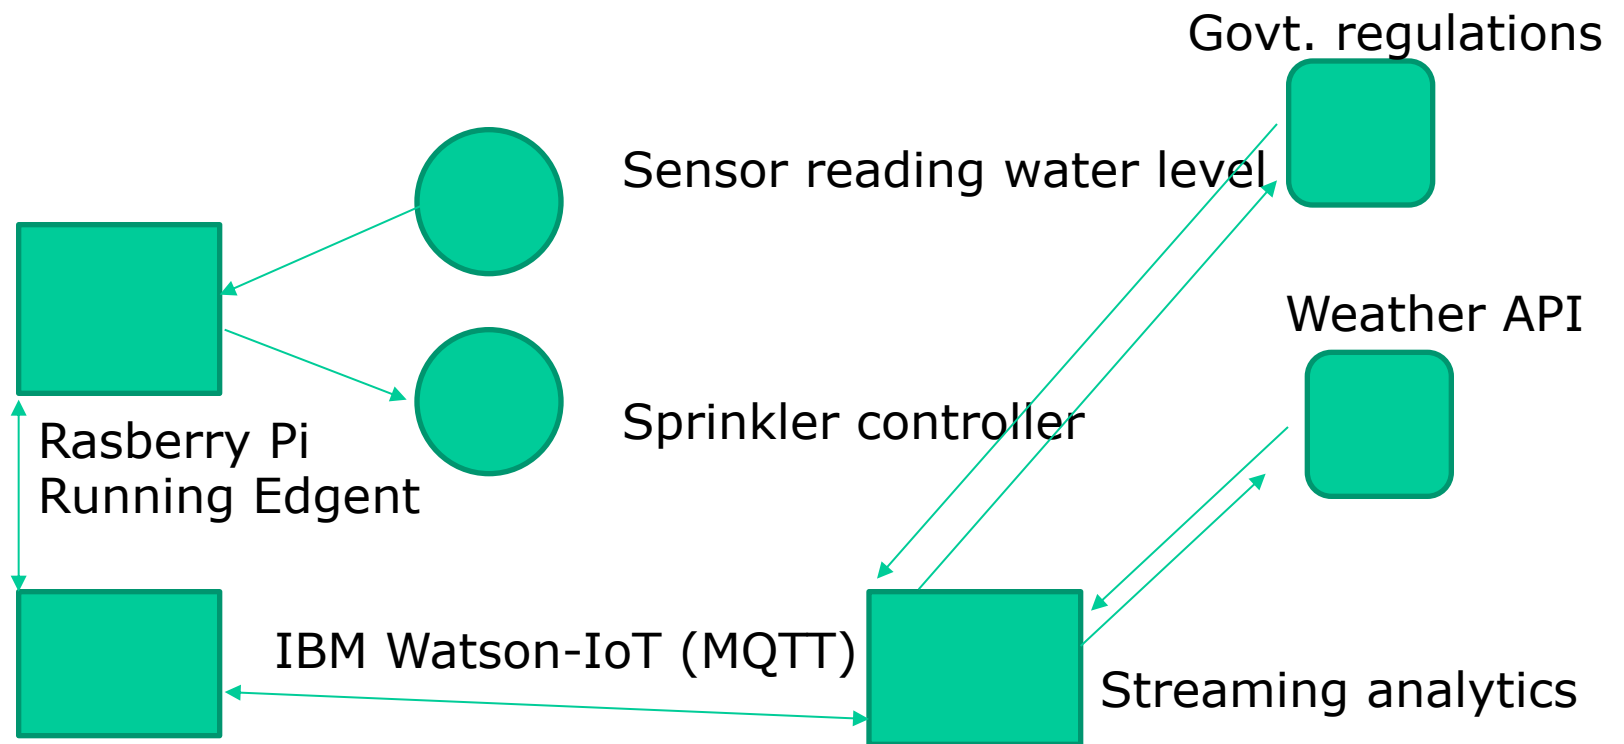 Govt. regulations
Sensor reading water level
Weather API
Sprinkler controller
Rasberry Pi
Running Edgent
IBM Watson-IoT (MQTT)
Streaming analytics